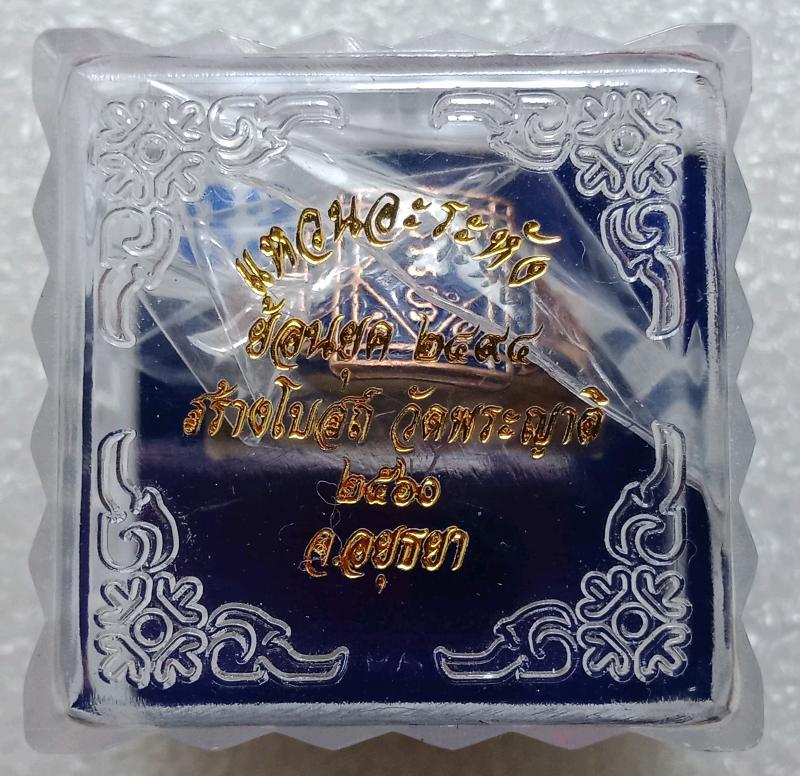 แหวนอะระหัง
ย้อนยุค ๒๕๙๔
สร้างโบสถ์ วัดพระญาติ
๒๕๖๐
จ.อยุธยา